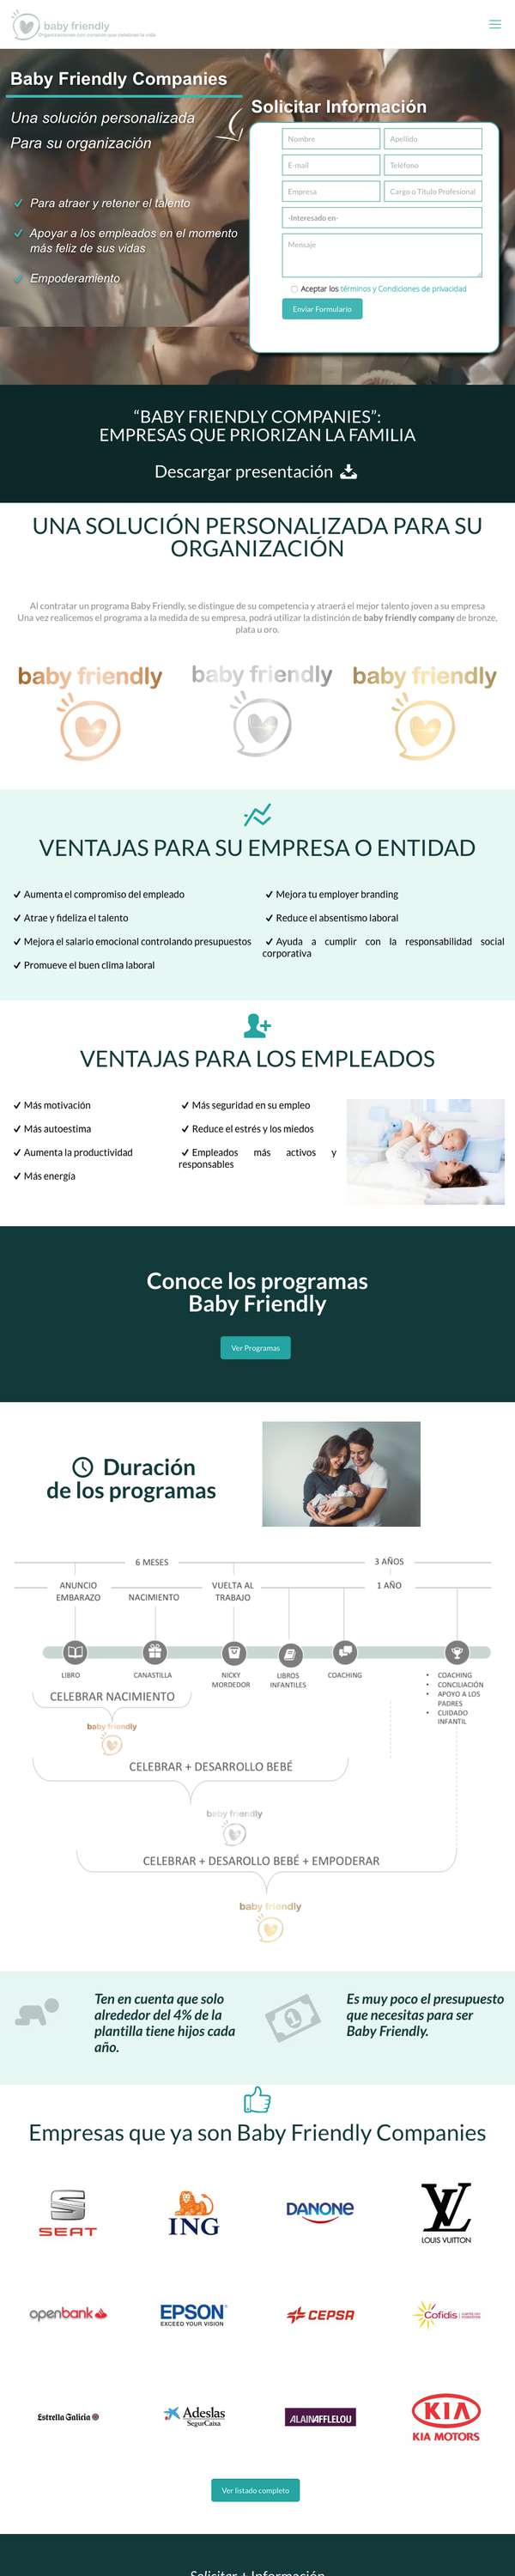 baby friendly
Organizaciones con corazón que celebran la vida
Baby Friendly Companies
Una solución personalizada
Para su organización
Para atraer y retener el talento
Apoyar a los empleados en el momento
más feliz de sus vidas
Empoderamiento
Solicitar Información
Nombre
Apellido
E-mail
Teléfono
Empresa
Cargo o Título Profesional
-Interesado en-
Mensaje
Aceptar los términos y Condiciones de privacidad
Enviar Formulario
“BABY FRIENDLY COMPANIES”:
EMPRESAS QUE PRIORIZAN LA FAMILIA
Descargar presentación
UNA SOLUCIÓN PERSONALIZADA PARA SU
ORGANIZACIÓN
Al contratar un programa Baby Friendly, se distingue de su competencia y atraerá el mejor talento joven a su empresa
Una vez realicemos el programa a la medida de su empresa, podrá utilizar la distinción de baby friendly company de bronze,
plata u oro.
baby friendly
baby friendly
baby friendly
VENTAJAS PARA SU EMPRESA O ENTIDAD
Aumenta el compromiso del empleado
Atrae y fideliza el talento
Mejora el salario emocional controlando presupuestos
Promueve el buen clima laboral
Mejora tu employer branding
Reduce el absentismo laboral
Ayuda a cumplir con la responsabilidad social
corporativa
VENTAJAS PARA LOS EMPLEADOS
Más motivación
Más autoestima
Aumenta la productividad
Más energía
Más seguridad en su empleo
Reduce el estrés y los miedos
Empleados más activos y
responsables
Conoce los programas
Baby Friendly
Ver Programas
Duración
de los programas
6 MESES
3 AÑOS
ANUNCIO
EMBARAZO
NACIMIENTO
VUELTA AL
TRABAJO
1 AÑO
LIBRO
CANASTILLA
NICKY
MORDEDOR
LIBROS
INFANTILES
COACHING
• COACHING
• CONCILIACIÓN
• APOYO A LOS
PADRES
• CUIDADO
INFANTIL
CELEBRAR NACIMIENTO
baby friendly
CELEBRAR + DESARROLLO BEBÉ
baby friendly
CELEBRAR + DESAROLLO BEBÉ + EMPODERAR
baby friendly
Ten en cuenta que solo
alrededor del 4% de la
plantilla tiene hijos cada
año.
Es muy poco el presupuesto
que necesitas para ser
Baby Friendly.
Empresas que ya son Baby Friendly Companies
SEAT
ING
DANONE
LV
LOUIS VUITTON
openbank
EPSON
EXCEED YOUR VISION
CEPSA
Cofidis
Estrella Galicia
Adeslas
SegurCaixa
ALAIN AFFLELOU
KIA
KIA MOTORS
Ver listado completo
Solicitar + Información